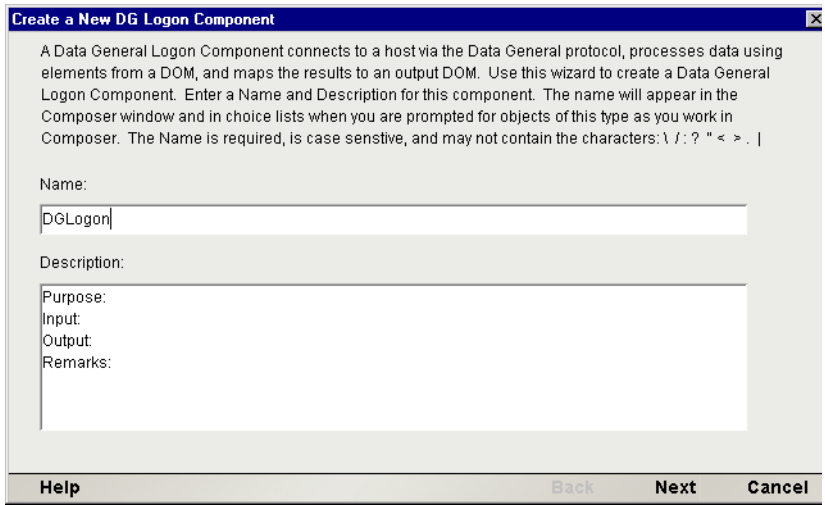 Create a New DG Logon Component
A Data General Logon Component connects to a host via the Data General protocol, processes data using
elements from a DOM, and maps the results to an output DOM. Use this wizard to create a Data General
Logon Component. Enter a Name and Description for this component. The name will appear in the
Composer window and in choice lists when you are prompted for objects of this type as you work in
Composer. The Name is required, is case senstive, and may not contain the characters: \ / : ? " < > . |
Name:
DGLogon
Description:
Purpose:
Input:
Output:
Remarks:
Help Back Next Cancel